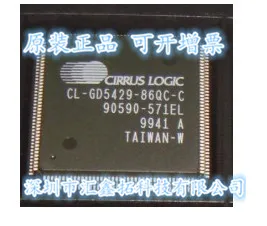 原装正品 可开增票
CIRRUS LOGIC
CL-GD5429-86QC-C
90590-571EL
9941 A
TAIWAN-W
深圳市汇鑫拓科技有限公司